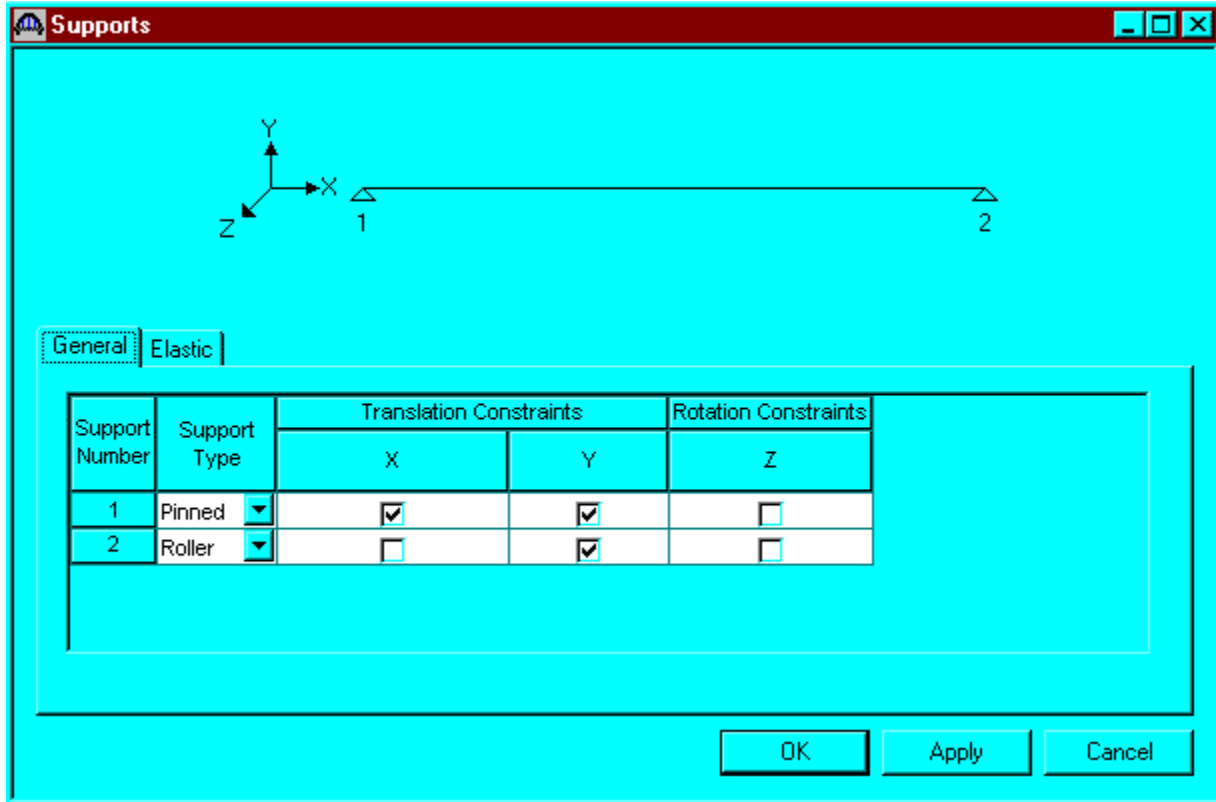 Supports
Y
X
Z
1
2
General
Elastic
Support Number
Support Type
Translation Constraints
Rotation Constraints
X
Y
Z
1
Pinned
2
Roller
OK
Apply
Cancel